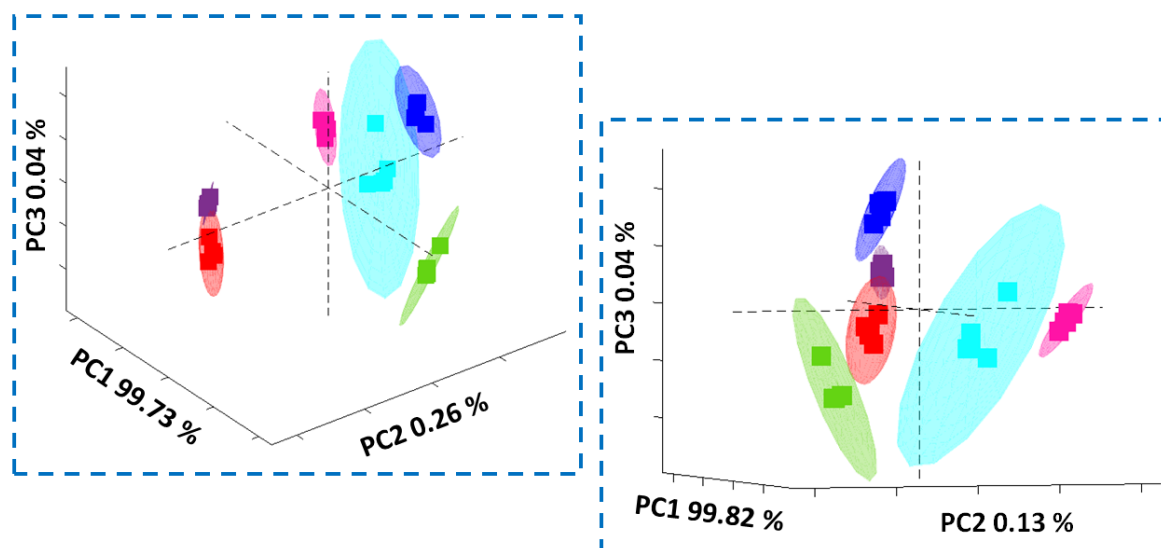 PC3 0.04 %
PC1 99.73 %
PC2 0.26 %
PC3 0.04 %
PC1 99.82 %
PC2 0.13 %